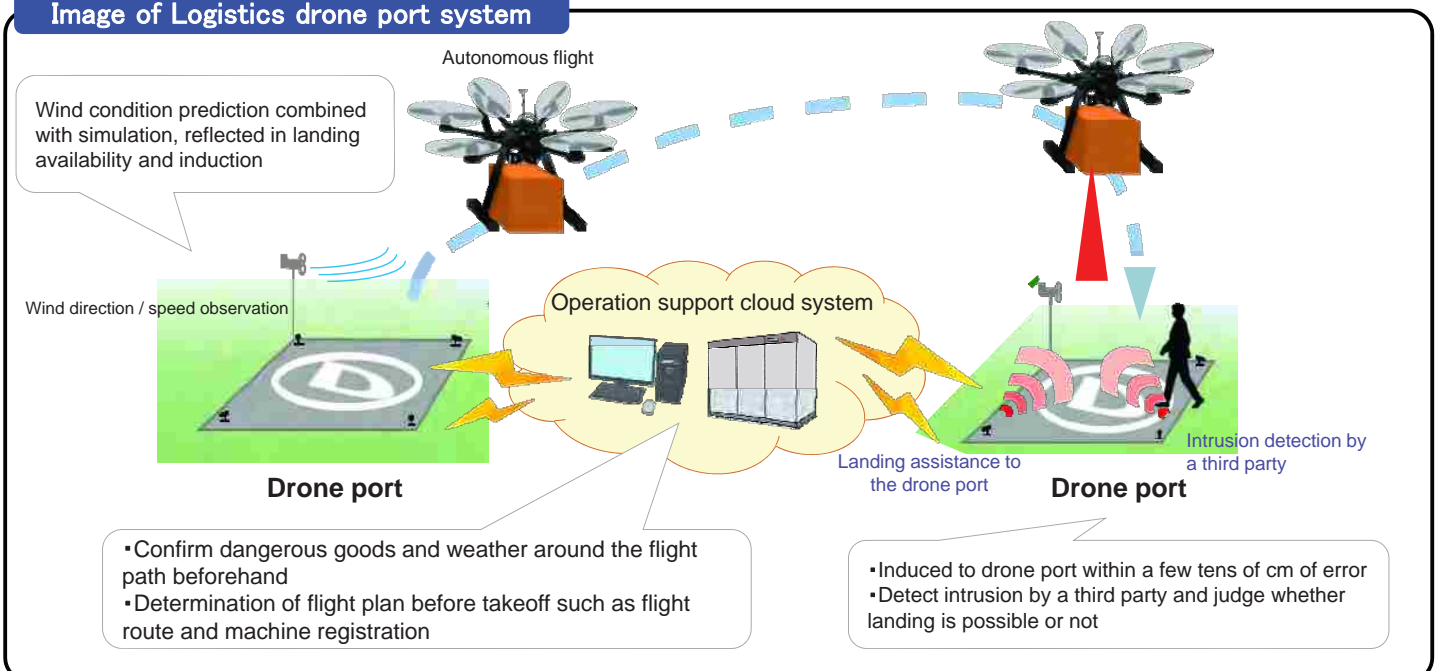 Image of Logistics drone port system
Autonomous flight
Wind condition prediction combined
with simulation, reflected in landing
availability and induction
Wind direction / speed observation
Operation support cloud system
Landing assistance to
the drone port
Intrusion detection by
a third party
Drone port
Drone port
・Confirm dangerous goods and weather around the flight
path beforehand
・Determination of flight plan before takeoff such as flight
route and machine registration
・Induced to drone port within a few tens of cm of error
・Detect intrusion by a third party and judge whether
landing is possible or not